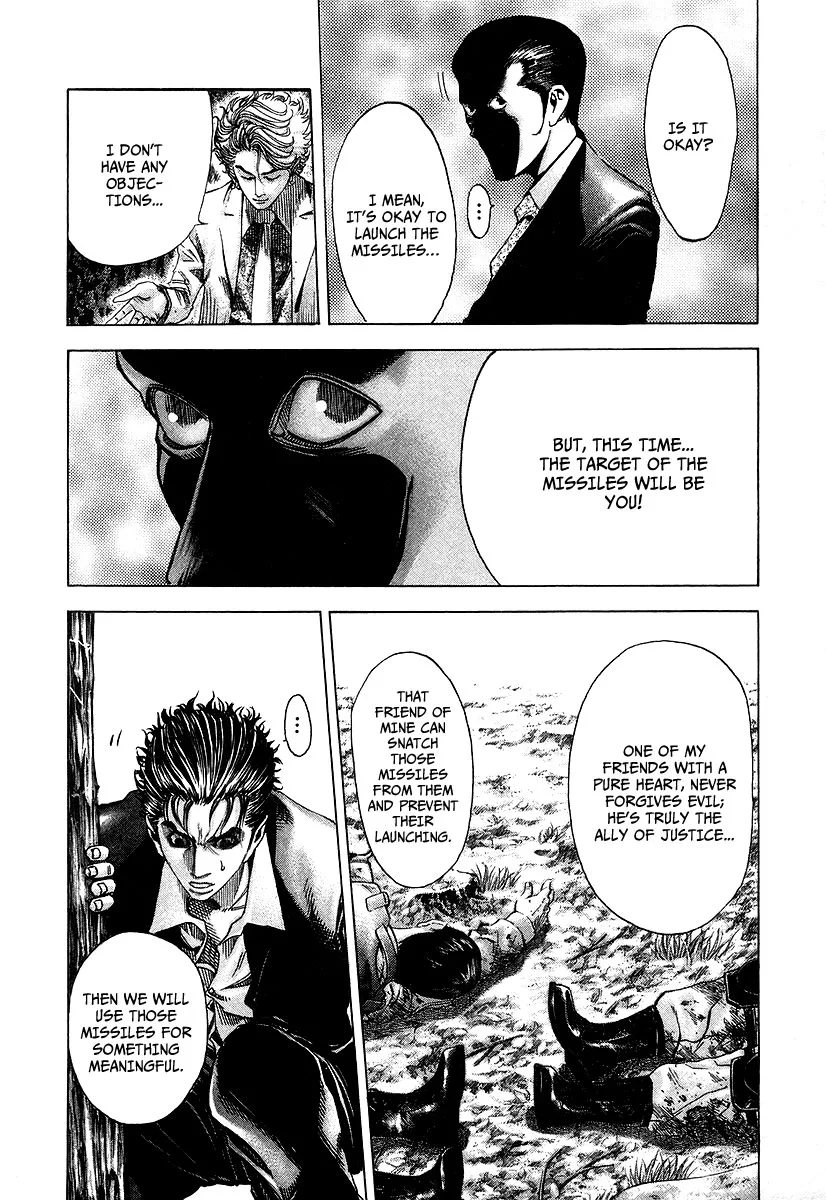 IS IT
OKAY?
...
I MEAN,
IT'S OKAY TO
LAUNCH THE
MISSILES...
I DON'T
HAVE ANY
OBJEC-
TIONS...
BUT, THIS TIME...
THE TARGET OF THE
MISSILES WILL BE
YOU!
ONE OF MY
FRIENDS WITH A
PURE HEART, NEVER
FORGIVES EVIL;
HE'S TRULY THE
ALLY OF JUSTICE...
THAT
FRIEND OF
MINE CAN
SNATCH
THOSE
MISSILES
FROM THEM
AND PREVENT
THEIR
LAUNCHING.
...
THEN WE WILL
USE THOSE
MISSILES FOR
SOMETHING
MEANINGFUL.